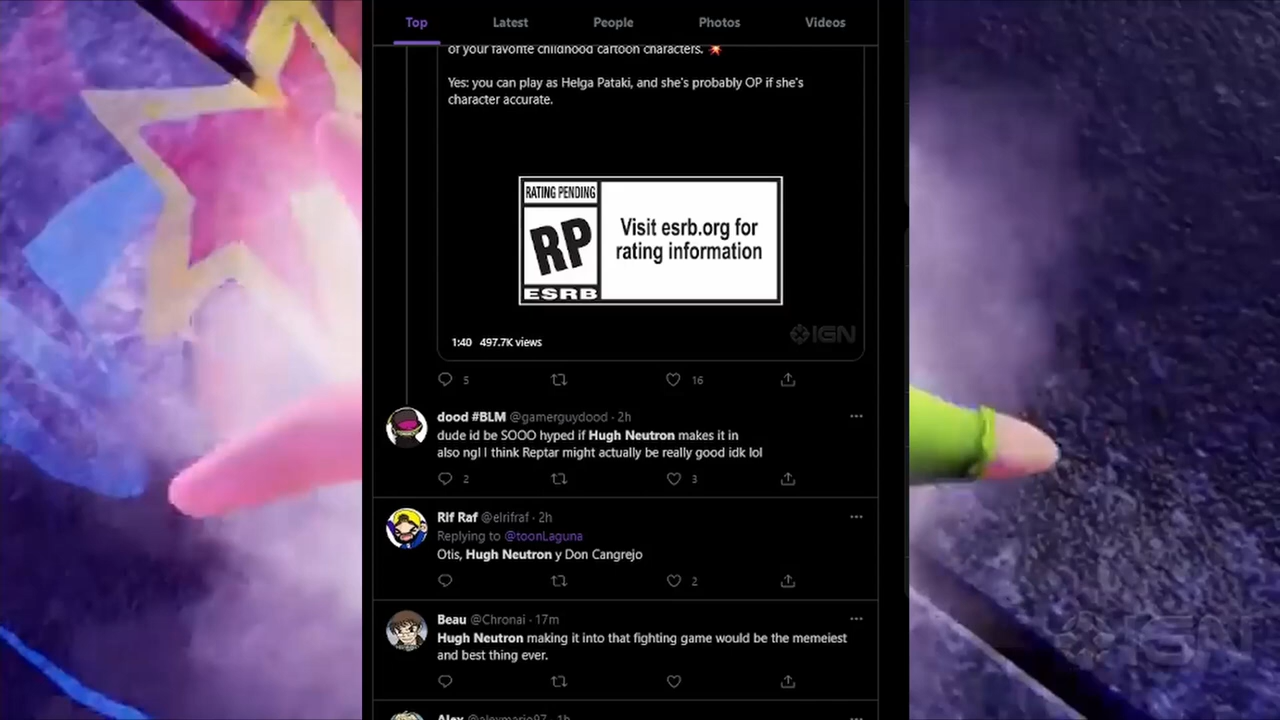 Top Latest People Photos Videos
of your favorite childhood cartoon characters.
Yes: you can play as Helga Pataki, and she's probably OP if she's
character accurate.
RATING PENDING
RP
ESRB
Visit esrb.org for
rating information
IGN
1:40 497.7K views
5 16
dood #BLM @gamerguydood · 2h
dude id be SOOO hyped if Hugh Neutron makes it in
also ngl I think Reptar might actually be really good idk lol
2 3
Rif Raf @elrifraf · 2h
Replying to @toonLaguna
Otis, Hugh Neutron y Don Cangrejo
2
Beau @Chronai · 17m
Hugh Neutron making it into that fighting game would be the memeiest
and best thing ever.
Alex @alexmario97 · 1h
IGN